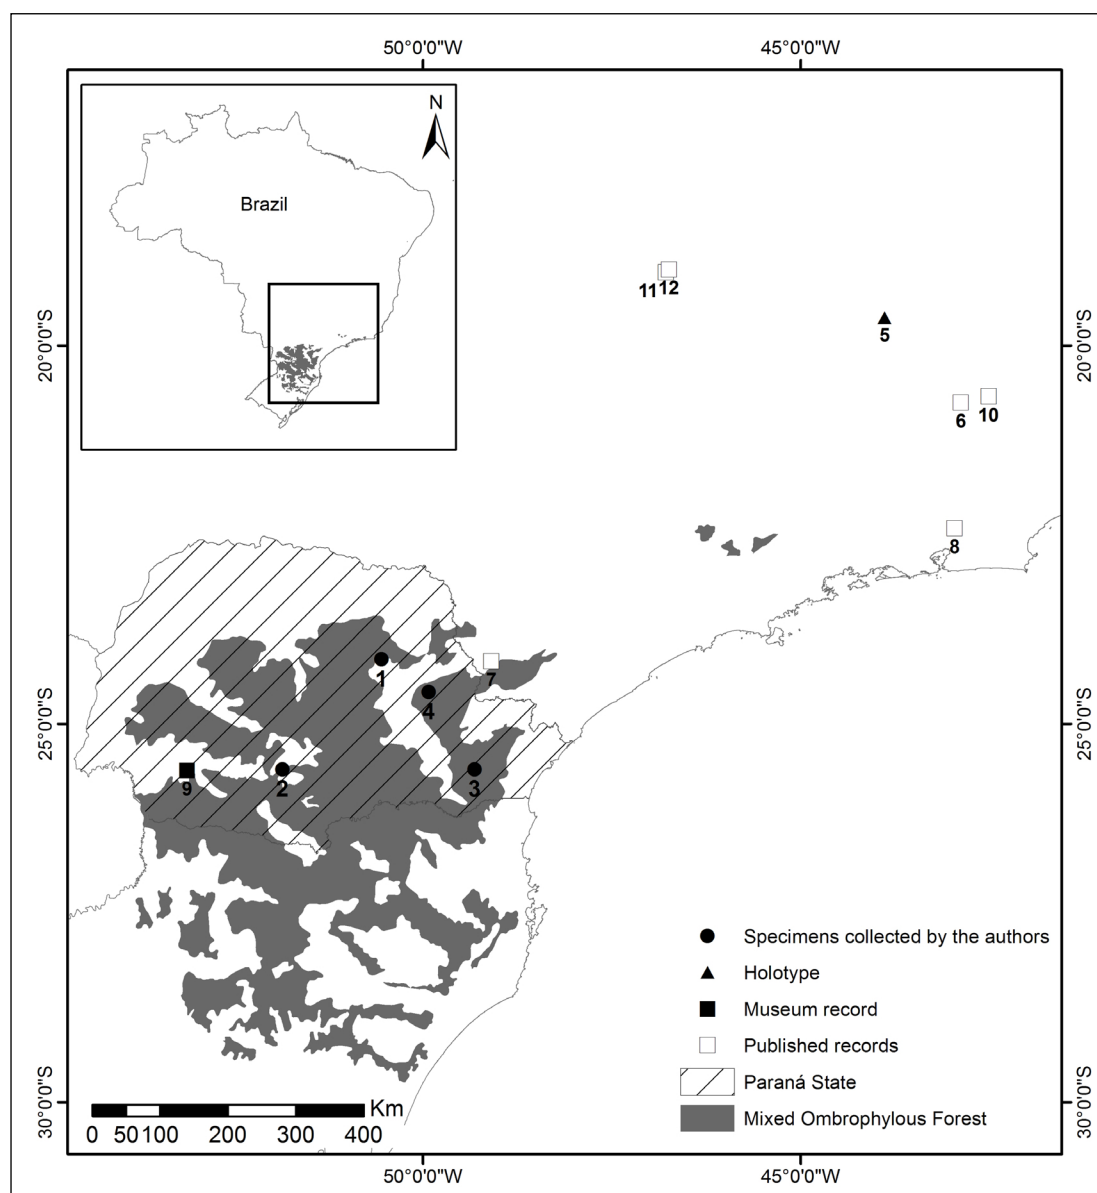 50°0'0"W 45°0'0"W
N
Brazil
11 12
5
20°0'0"S 20°0'0"S
6 10
8
1
7
4
25°0'0"S 25°0'0"S
9 2 3
Specimens collected by the authors
Holotype
Museum record
Published records
Paraná State
Mixed Ombrophylous Forest
30°0'0"S 30°0'0"S
Km
0 50 100 200 300 400
50°0'0"W 45°0'0"W